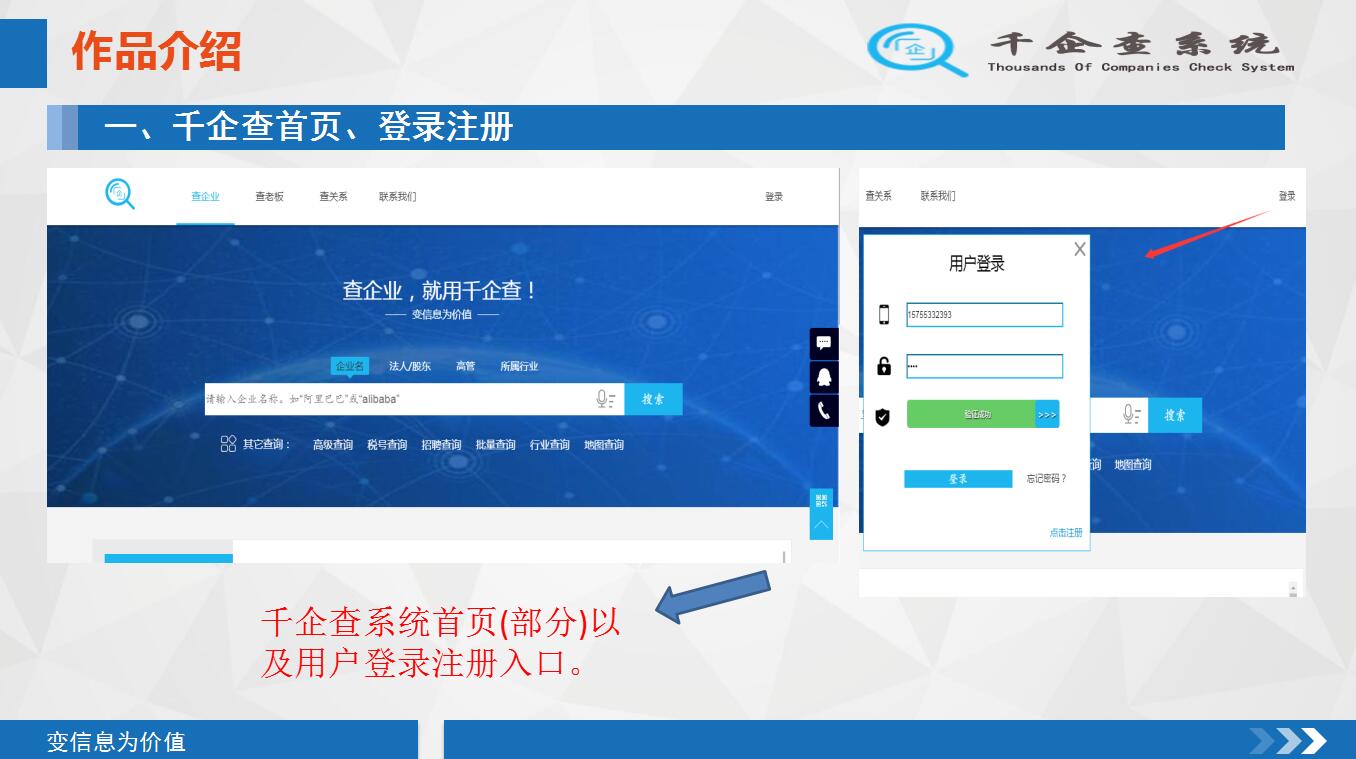 作品介绍
千企查系统
Thousands Of Companies Check System
一、千企查首页、登录注册
查企业 查老板 查关系 联系我们 登录
查企业，就用千企查！
变信息为价值
企业名 法人/股东 高管 所属行业
请输入企业名称。如“阿里巴巴”或“alibaba” 搜索
其它查询： 高级查询 税号查询 招聘查询 批量查询 行业查询 地图查询
查关系 联系我们 登录
用户登录 X
15755332393
••••
验证成功 >>>
搜索
登录 忘记密码？
询 地图查询
点击注册
千企查系统首页(部分)以
及用户登录注册入口。
变信息为价值